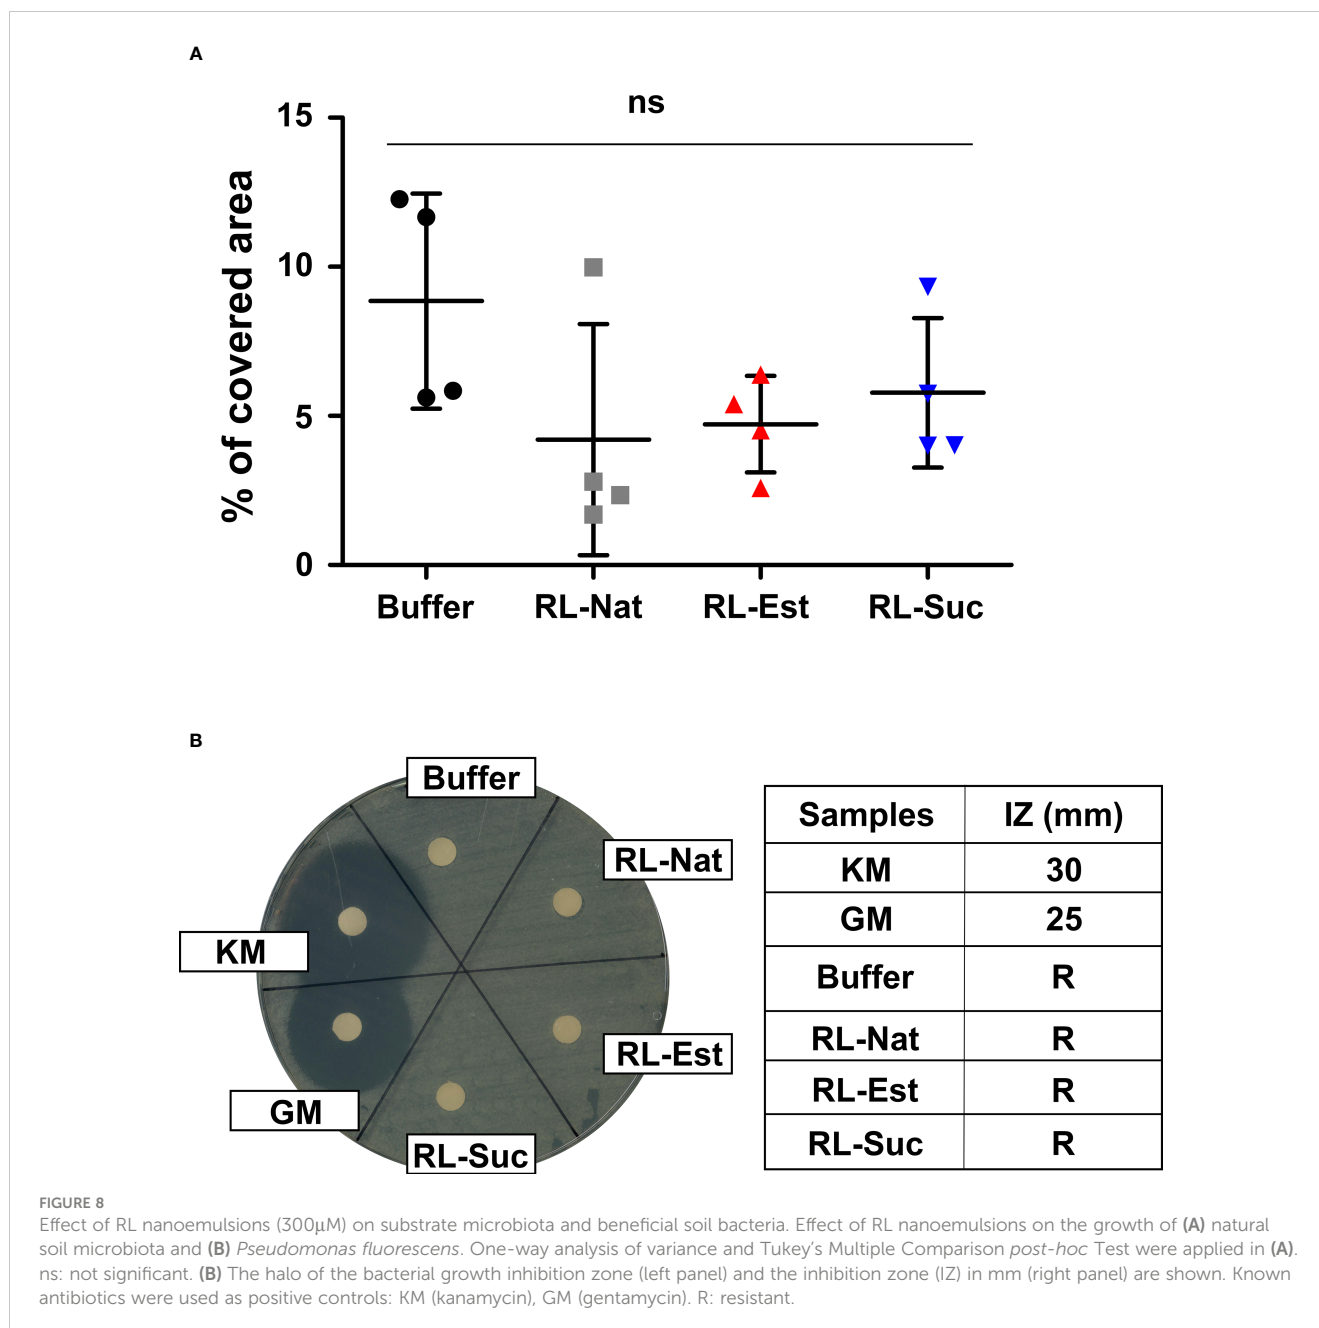 A
ns
15
10
5
0
% of covered area
Buffer RL-Nat RL-Est RL-Suc
B
Buffer
RL-Nat
KM
RL-Est
GM
RL-Suc
Samples IZ (mm)
KM 30
GM 25
Buffer R
RL-Nat R
RL-Est R
RL-Suc R
FIGURE 8
Effect of RL nanoemulsions (300µM) on substrate microbiota and beneficial soil bacteria. Effect of RL nanoemulsions on the growth of (A) natural
soil microbiota and (B) Pseudomonas fluorescens. One-way analysis of variance and Tukey’s Multiple Comparison post-hoc Test were applied in (A).
ns: not significant. (B) The halo of the bacterial growth inhibition zone (left panel) and the inhibition zone (IZ) in mm (right panel) are shown. Known
antibiotics were used as positive controls: KM (kanamycin), GM (gentamycin). R: resistant.